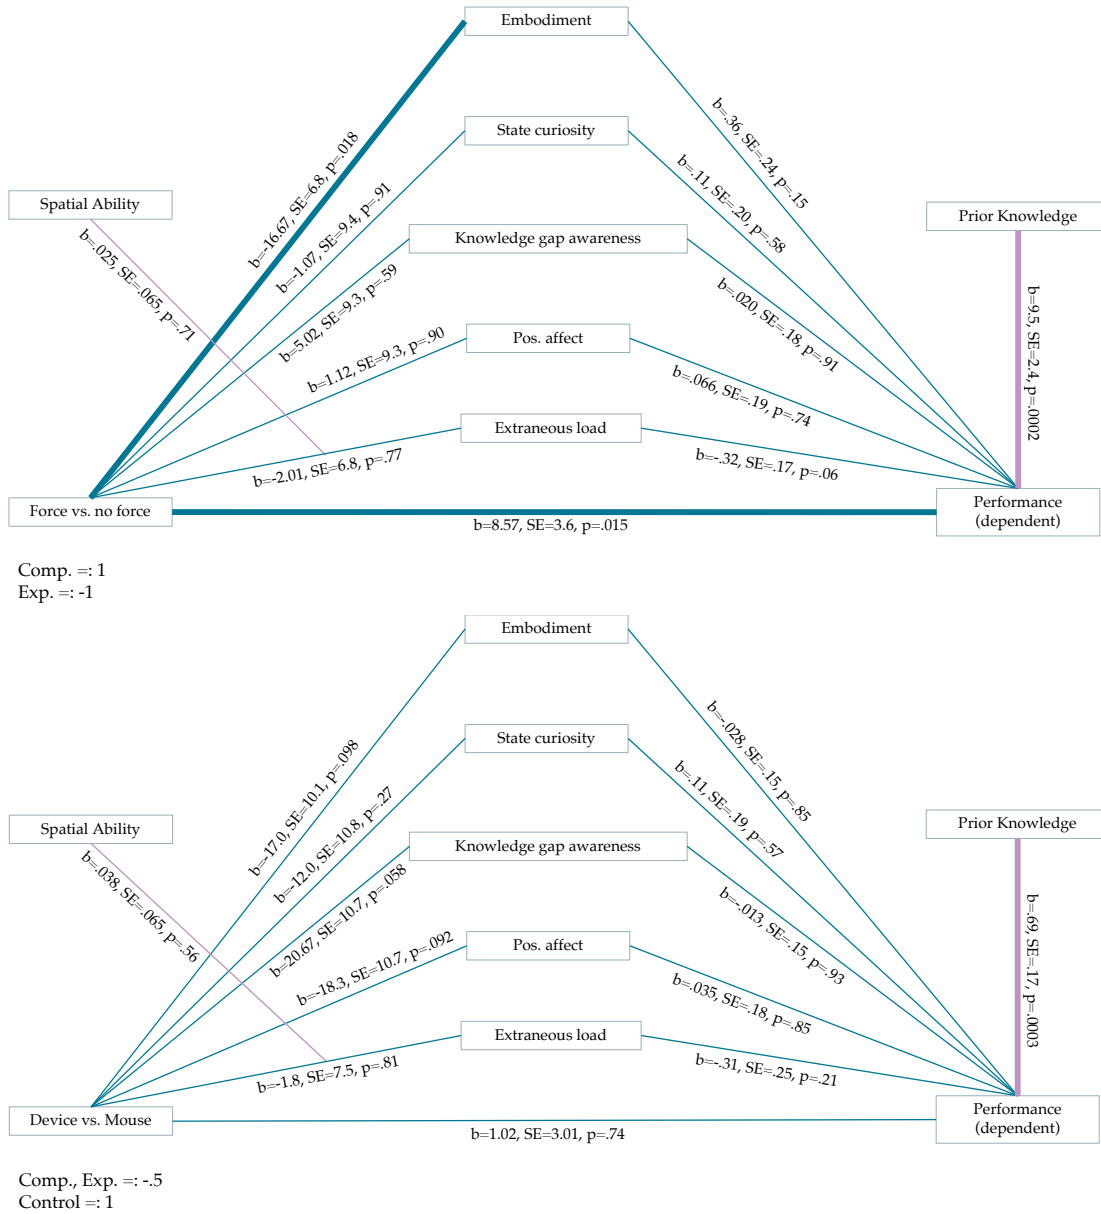 Embodiment
b=-16.67, SE=6.8, p=.018
b=.36, SE=.24, p=.15
State curiosity
b=-1.07, SE=9.4, p=.91
b=.11, SE=.20, p=.58
Spatial Ability
b=.025, SE=.065, p=.71
Prior Knowledge
b=9.5, SE=2.4, p=.0002
Knowledge gap awareness
b=5.02, SE=9.3, p=.59
b=.020, SE=.18, p=.91
Pos. affect
b=1.12, SE=9.3, p=.90
b=.066, SE=.19, p=.74
Extraneous load
b=-2.01, SE=6.8, p=.77
b=-.32, SE=.17, p=.06
Force vs. no force
b=8.57, SE=3.6, p=.015
Performance
(dependent)
Comp. =: 1
Exp. =: -1
Embodiment
b=-17.0, SE=10.1, p=.098
b=-.028, SE=.15, p=.85
State curiosity
b=-12.0, SE=10.8, p=.27
b=.11, SE=.19, p=.57
Spatial Ability
b=.038, SE=.065, p=.56
Prior Knowledge
b=.69, SE=.17, p=.0003
Knowledge gap awareness
b=20.67, SE=10.7, p=.058
b=-.013, SE=.15, p=.93
Pos. affect
b=-18.3, SE=10.7, p=.092
b=.035, SE=.18, p=.85
Extraneous load
b=-1.8, SE=7.5, p=.81
b=-.31, SE=.25, p=.21
Device vs. Mouse
b=1.02, SE=3.01, p=.74
Performance
(dependent)
Comp., Exp. =: -.5
Control =: 1